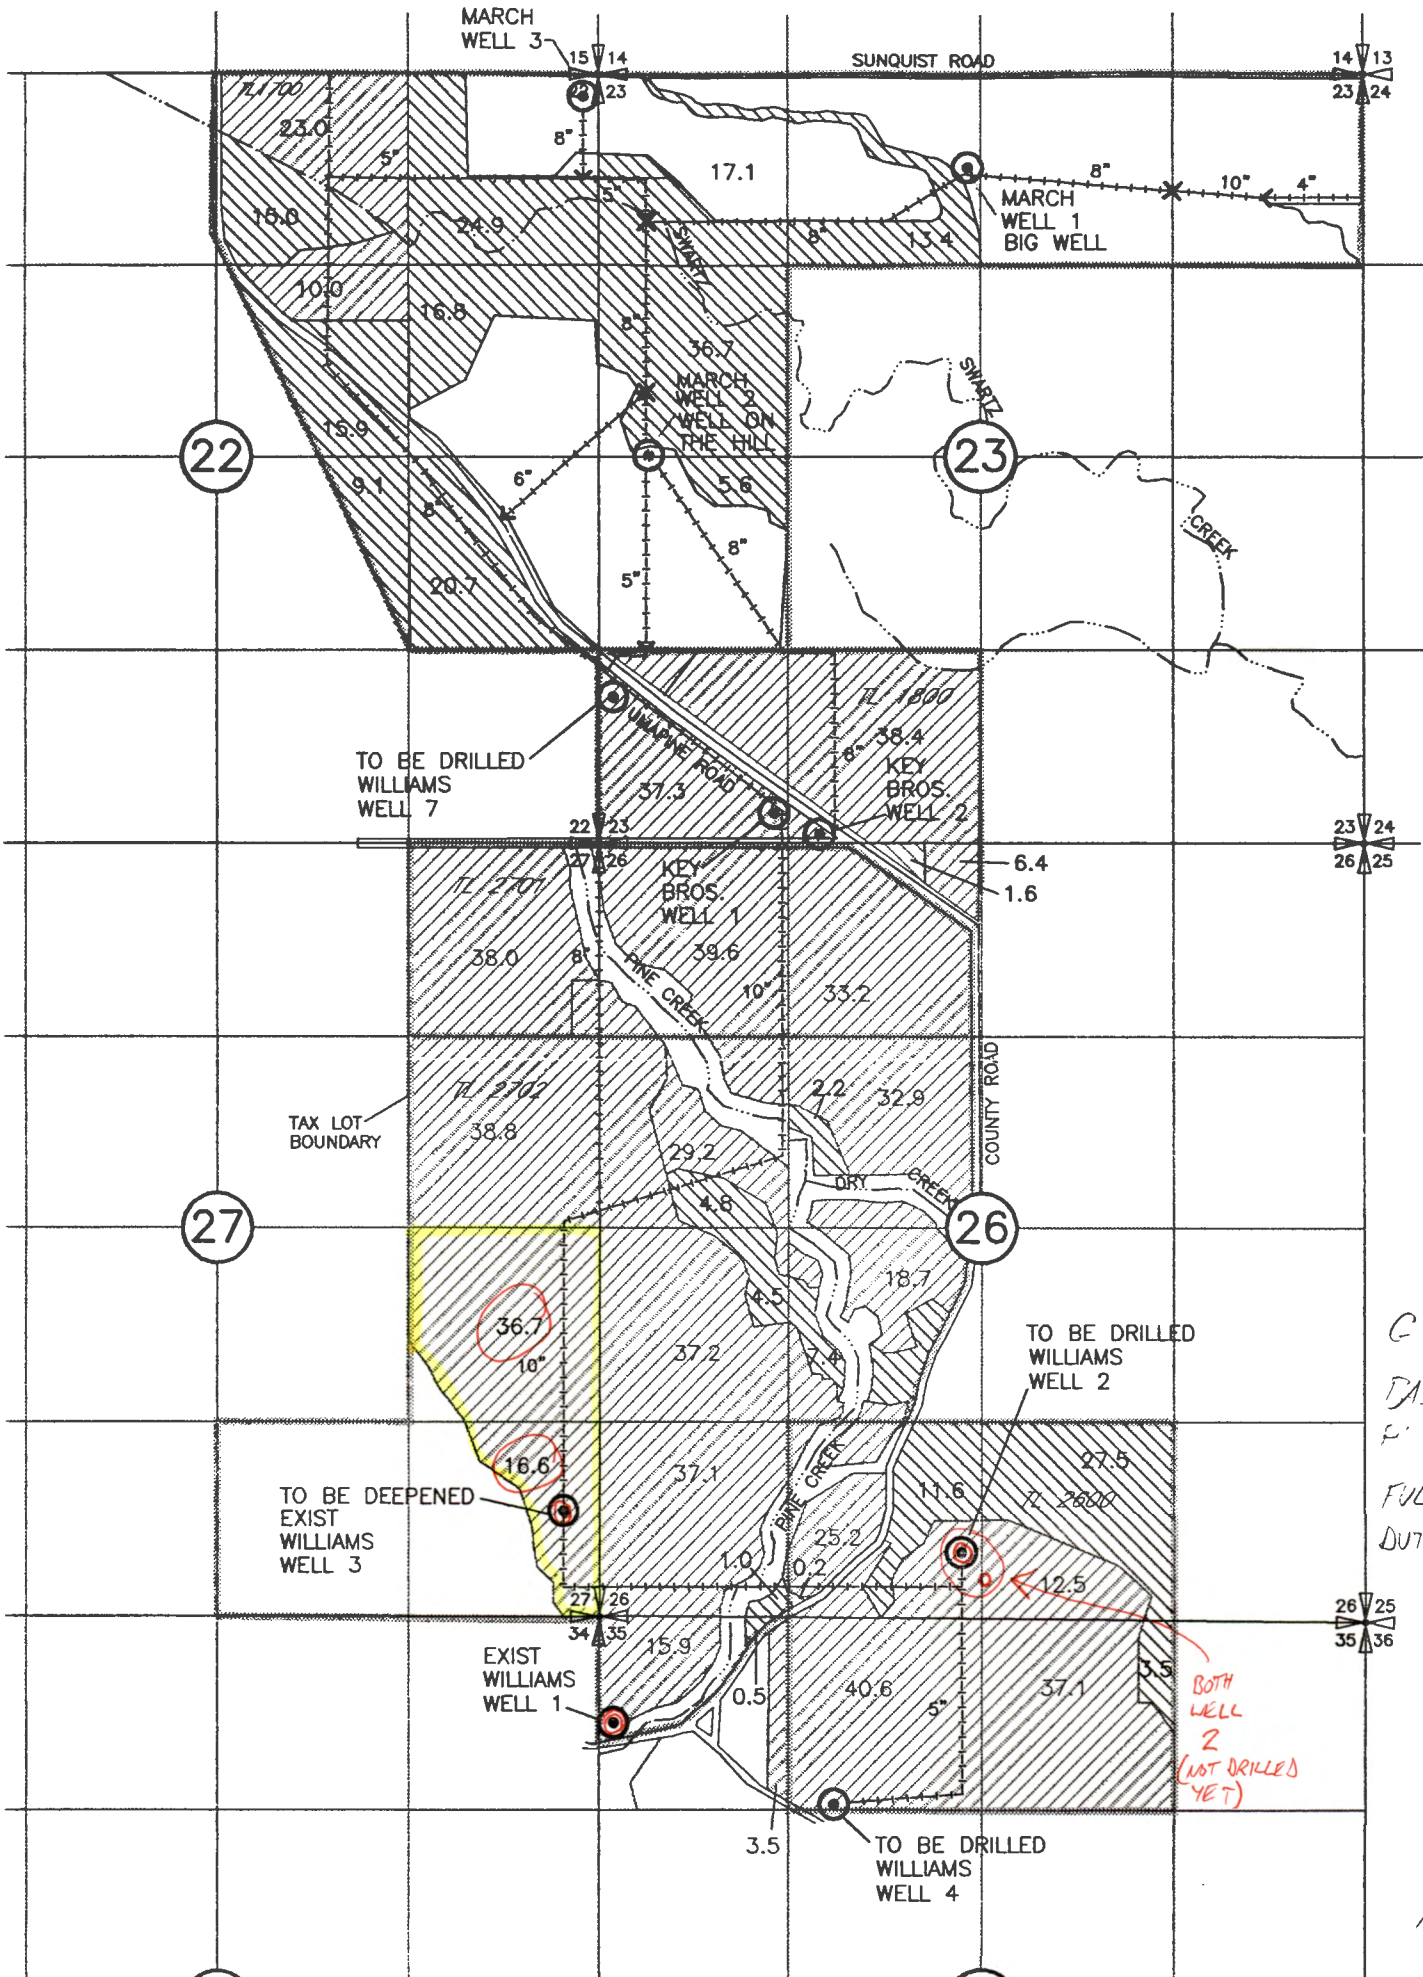 MARCH
WELL 3
15 14
22 23
SUNQUIST ROAD
14 13
23 24
TL1700
23.0
8"
5"
17.1
8"
10"
4"
5"
MARCH
WELL 1
BIG WELL
15.0
24.9
SWARTZ
8"
13.4
10.0
16.8
8"
36.7
SWARTZ
MARCH
WELL 2
WELL ON
THE HILL
15.9
22
23
6"
9.1
5.6
8"
8"
CREEK
5"
20.7
TL 1800
38.4
UMAPINE ROAD
8"
TO BE DRILLED
WILLIAMS
WELL 7
37.3
KEY
BROS.
WELL 2
22 23
27 26
23 24
26 25
6.4
1.6
TL 2701
KEY
BROS.
WELL 1
38.0
8"
39.6
PINE CREEK
10"
33.2
COUNTY ROAD
TL 2702
2.2
32.9
TAX LOT
BOUNDARY
38.8
29.2
DRY CREEK
4.8
27
26
18.7
4.5
36.7
37.2
7.4
TO BE DRILLED
WILLIAMS
WELL 2
10"
G
16.6
37.1
PINE CREEK
27.5
11.6
TL 2600
TO BE DEEPENED
EXIST
WILLIAMS
WELL 3
FUL
DUT
25.2
1.0
0.2
12.5
27 26
34 35
26 25
35 36
EXIST
WILLIAMS
WELL 1
15.9
0.5
40.6
5"
37.1
3.5
BOTH
WELL
2
(NOT DRILLED
YET)
3.5
TO BE DRILLED
WILLIAMS
WELL 4